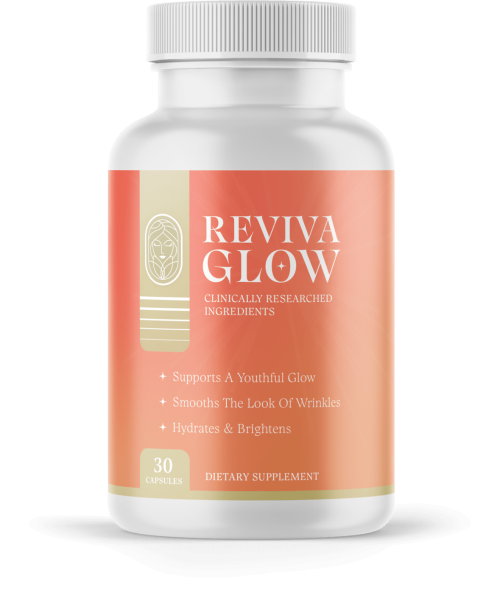 REVIVA
GLOW
CLINICALLY RESEARCHED
INGREDIENTS
Supports A Youthful Glow
Smooths The Look Of Wrinkles
Hydrates & Brightens
30
CAPSULES
DIETARY SUPPLEMENT